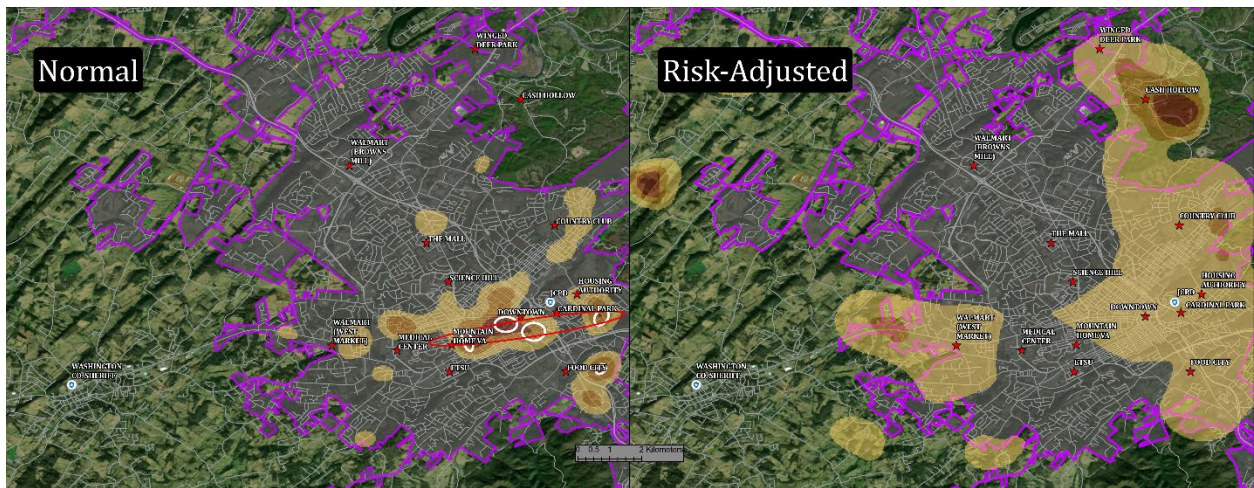 Normal
WINGED
DEER PARK
CASH HOLLOW
WALMART
(BROWNS
MILL)
COUNTRY CLUB
THE MALL
SCIENCE HILL
HOUSING
AUTHORITY
JCPD
CARDINAL PARK
DOWNTOWN
WALMART
(WEST
MARKET)
MOUNTAIN
HOME VA
MEDICAL
CENTER
ETSU
FOOD CITY
WASHINGTON
CO. SHERIFF
0 0.5 1 2 Kilometers
Risk-Adjusted
WINGED
DEER PARK
CASH HOLLOW
WALMART
(BROWNS
MILL)
COUNTRY CLUB
THE MALL
SCIENCE HILL
HOUSING
AUTHORITY
JCPD
CARDINAL PARK
DOWNTOWN
WALMART
(WEST
MARKET)
MEDICAL
CENTER
MOUNTAIN
HOME VA
ETSU
FOOD CITY
WASHINGTON
CO. SHERIFF